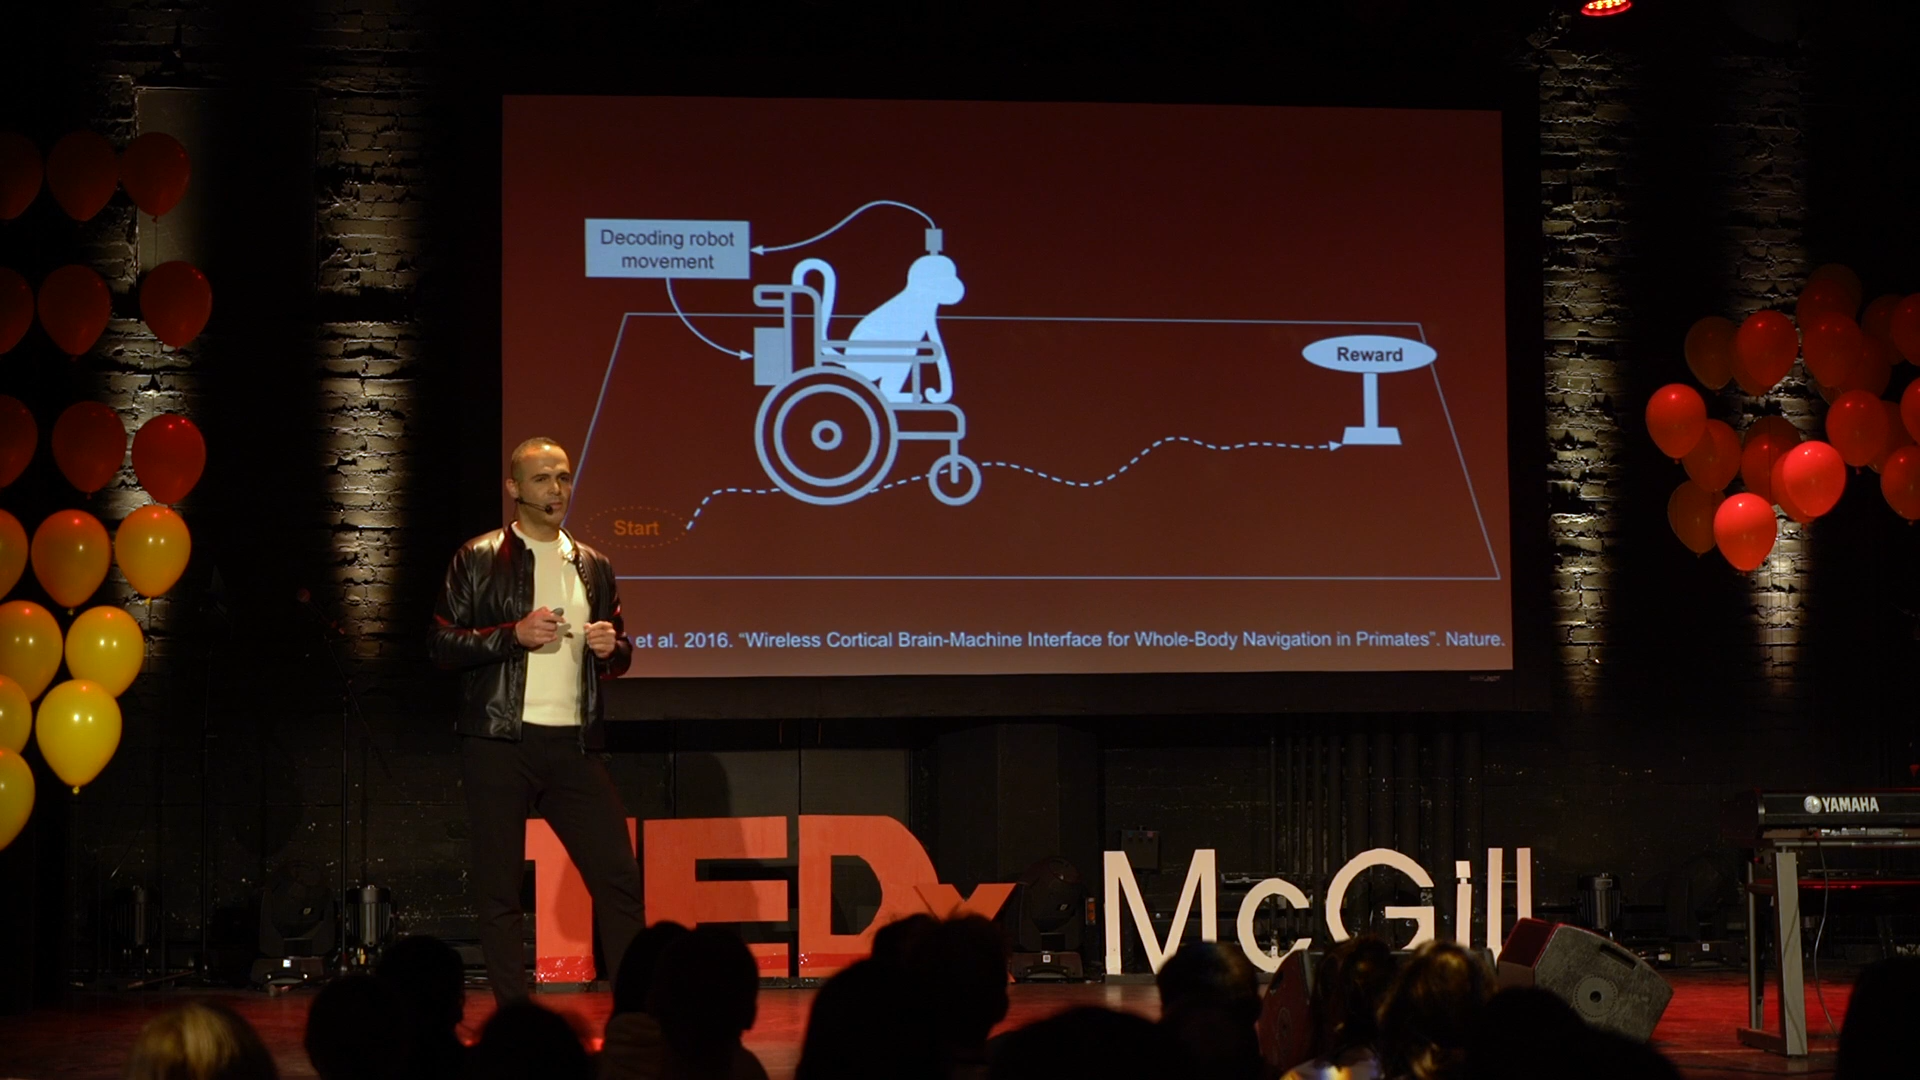 Decoding robot
movement
Reward
Start
et al. 2016. “Wireless Cortical Brain-Machine Interface for Whole-Body Navigation in Primates”. Nature.
YAMAHA
TEDx McGill